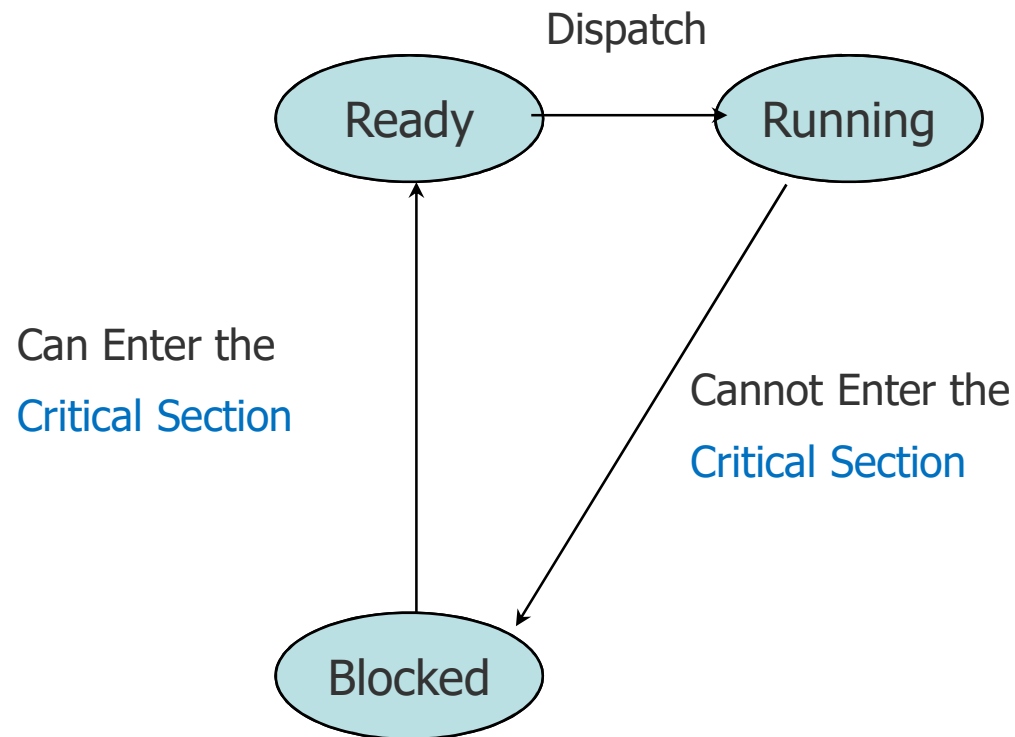 Dispatch
Ready
Running
Can Enter the
Critical Section
Cannot Enter the
Critical Section
Blocked